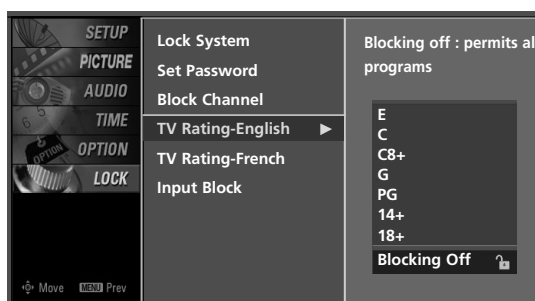 SETUP
PICTURE
AUDIO
TIME
OPTION
LOCK
Move MENU Prev
Lock System
Set Password
Block Channel
TV Rating-English
TV Rating-French
Input Block
Blocking off : permits al
programs
E
C
C8+
G
PG
14+
18+
Blocking Off